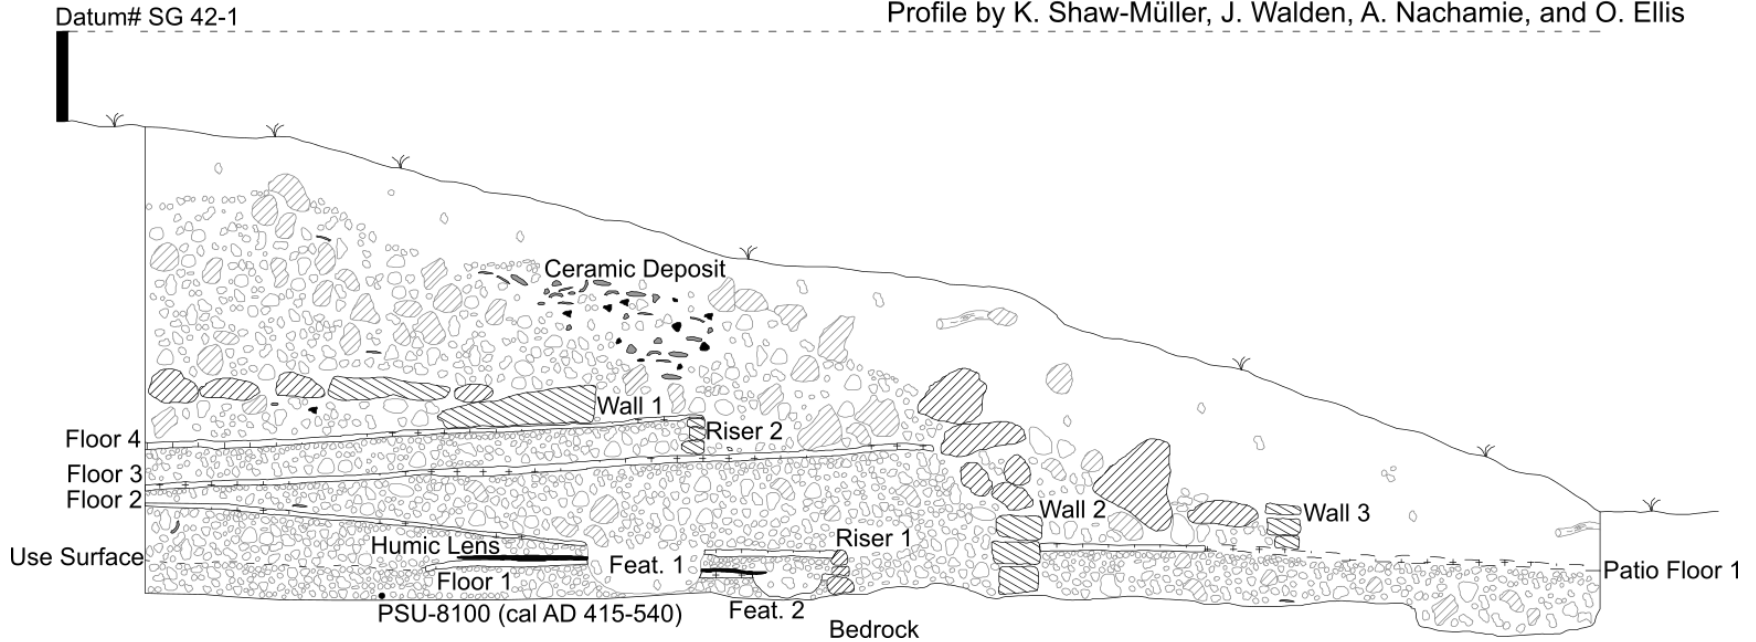 Datum# SG 42-1
Profile by K. Shaw-Müller, J. Walden, A. Nachamie, and O. Ellis
Ceramic Deposit
Wall 1
Floor 4
Riser 2
Floor 3
Floor 2
Wall 2
Wall 3
Riser 1
Humic Lens
Use Surface
Feat. 1
Floor 1
Patio Floor 1
PSU-8100 (cal AD 415-540)
Feat. 2
Bedrock